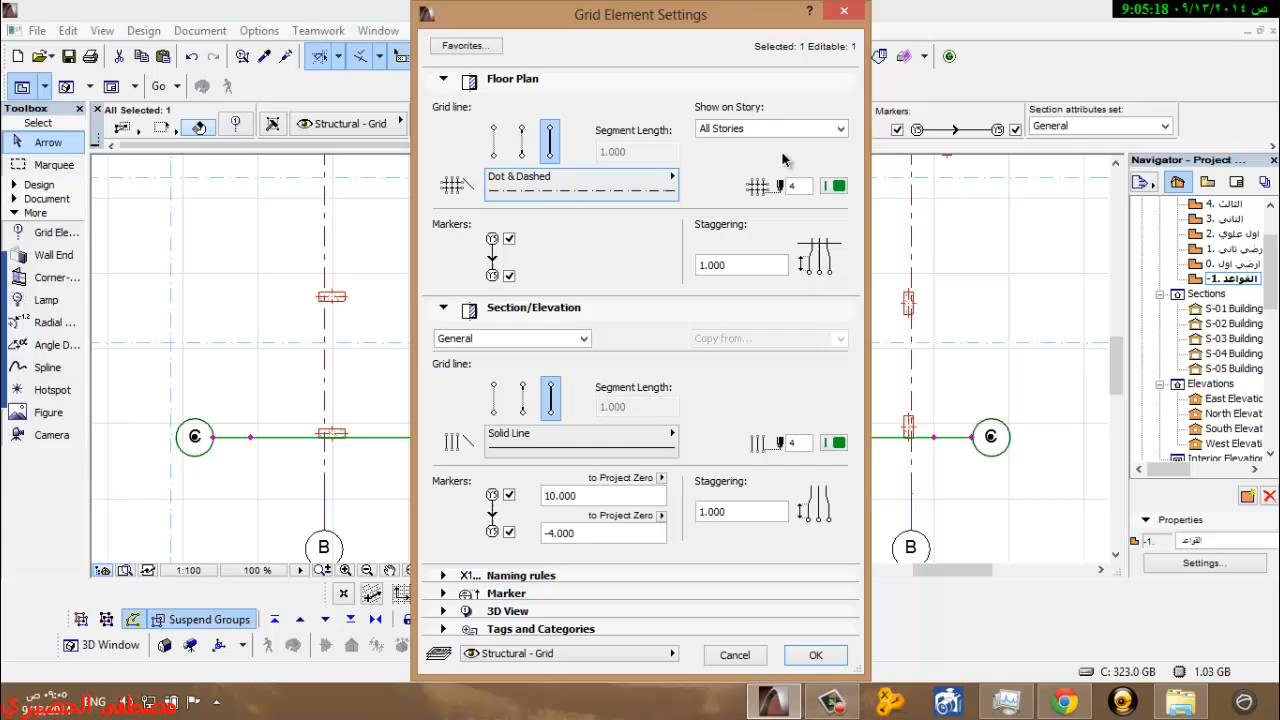 Grid Element Settings
?
9:05:18 ٠٩/١٣/٢٠١٤ ص
File Edit View Design Document Options Teamwork Window
Favorites...
Selected: 1 Editable: 1
Floor Plan
Go
Toolbox
All Selected: 1
Grid line:
Show on Story:
Markers:
Section attributes set:
Select
Structural - Grid
Segment Length:
All Stories
General
Arrow
1.000
Marquee
Navigator - Project ...
Design
Dot & Dashed
4
Document
More
4. الثالث
3. الثاني
Grid Ele...
Markers:
Staggering:
2. اول علوي
Wall End
1. رضي ثاني
1.000
0. ارضي اول
Corner-...
-1. القواعد
Lamp
Section/Elevation
Sections
S-01 Building
Radial ...
General
Copy from...
S-02 Building
Angle D...
S-03 Building
Grid line:
S-04 Building
Spline
Segment Length:
S-05 Building
Hotspot
1.000
Elevations
Figure
East Elevatio
North Elevat
Camera
C
Solid Line
4
C
South Elevat
West Elevati
Interior Elevation
Markers:
to Project Zero
Staggering:
10.000
to Project Zero
1.000
-4.000
Properties
B
B
-1.
القواعد
1:100
100 %
Settings...
X1... Naming rules
Marker
Suspend Groups
3D View
Tags and Categories
3D Window
Structural - Grid
Cancel
OK
C: 323.0 GB
1.03 GB
ENG
مصطفى الحصيري